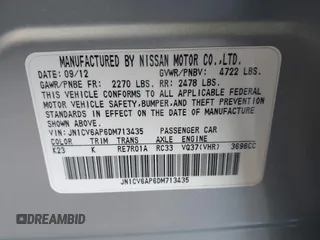 MANUFACTURED BY NISSAN MOTOR CO.,LTD.
DATE: 09/12 GVWR/PNBV: 4722 LBS.
GAWR/PNBE FR: 2270 LBS. RR: 2478 LBS.
THIS VEHICLE CONFORMS TO ALL APPLICABLE FEDERAL
MOTOR VEHICLE SAFETY, BUMPER, AND THEFT PREVENTION
STANDARDS IN EFFECT ON THE DATE OF MANUFACTURE
SHOWN ABOVE.
VIN: JN1CV6AP6DM713435 PASSENGER CAR
COLOR TRIM TRANS AXLE ENGINE
K23 K RE7R01A RC33 VQ37(VHR) 3696CC
JN1CV6AP6DM713435